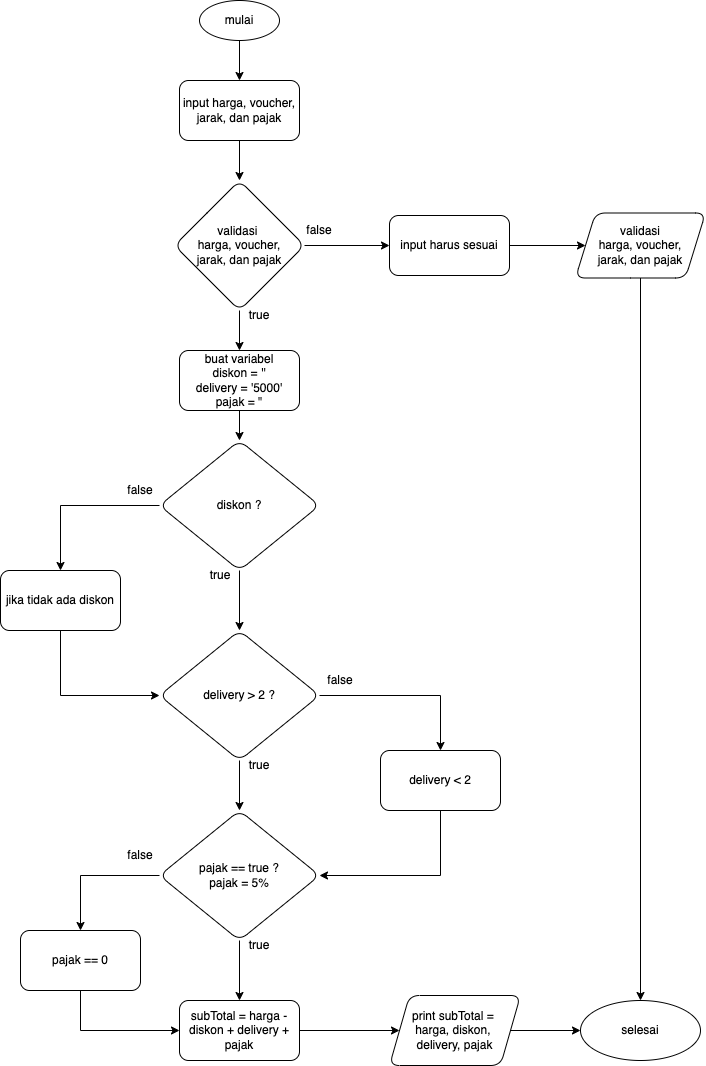 mulai
input harga, voucher,
jarak, dan pajak
validasi
harga, voucher,
jarak, dan pajak
false
input harus sesuai
validasi
harga, voucher,
jarak, dan pajak
true
buat variabel
diskon = "
delivery = '5000'
pajak = "
false
diskon ?
true
jika tidak ada diskon
delivery > 2 ?
false
true
delivery < 2
false
pajak == true ?
pajak = 5%
true
pajak == 0
subTotal = harga -
diskon + delivery +
pajak
print subTotal =
harga, diskon,
delivery, pajak
selesai